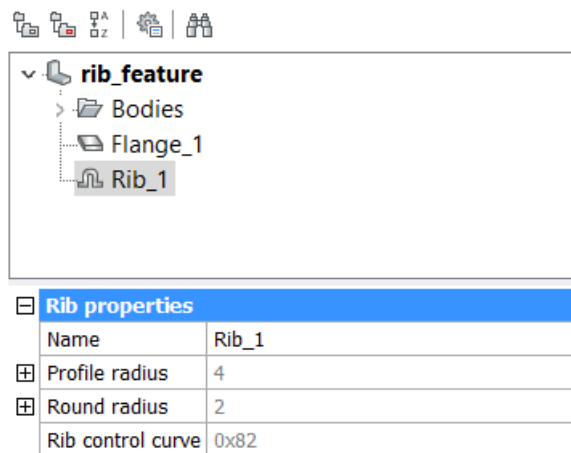 rib_feature
Bodies
Flange_1
Rib_1
Rib properties
Name Rib_1
Profile radius 4
Round radius 2
Rib control curve 0x82